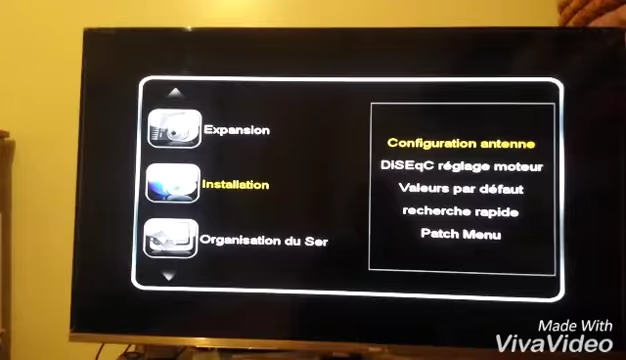 Expansion
Installation
Organisation du Ser
Configuration antenne
DiSEqC réglage moteur
Valeurs par défaut
recherche rapide
Patch Menu
Made With
VivaVideo